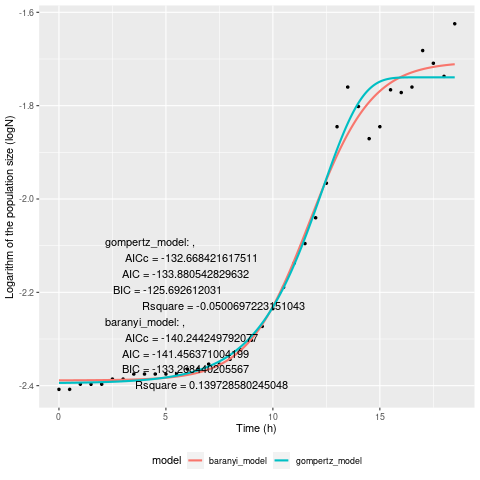 -1.6
-1.8
-2.0
-2.2
-2.4
Logarithm of the population size (logN)
gompertz_model: ,
AICc = -132.668421617511
AIC = -133.880542829632
BIC = -125.692612031
Rsquare = -0.0500697223151043
baranyi_model: ,
AICc = -140.244249792077
AIC = -141.456371004199
BIC = -133.268440205567
Rsquare = 0.139728580245048
0 5 10 15
Time (h)
model baranyi_model gompertz_model